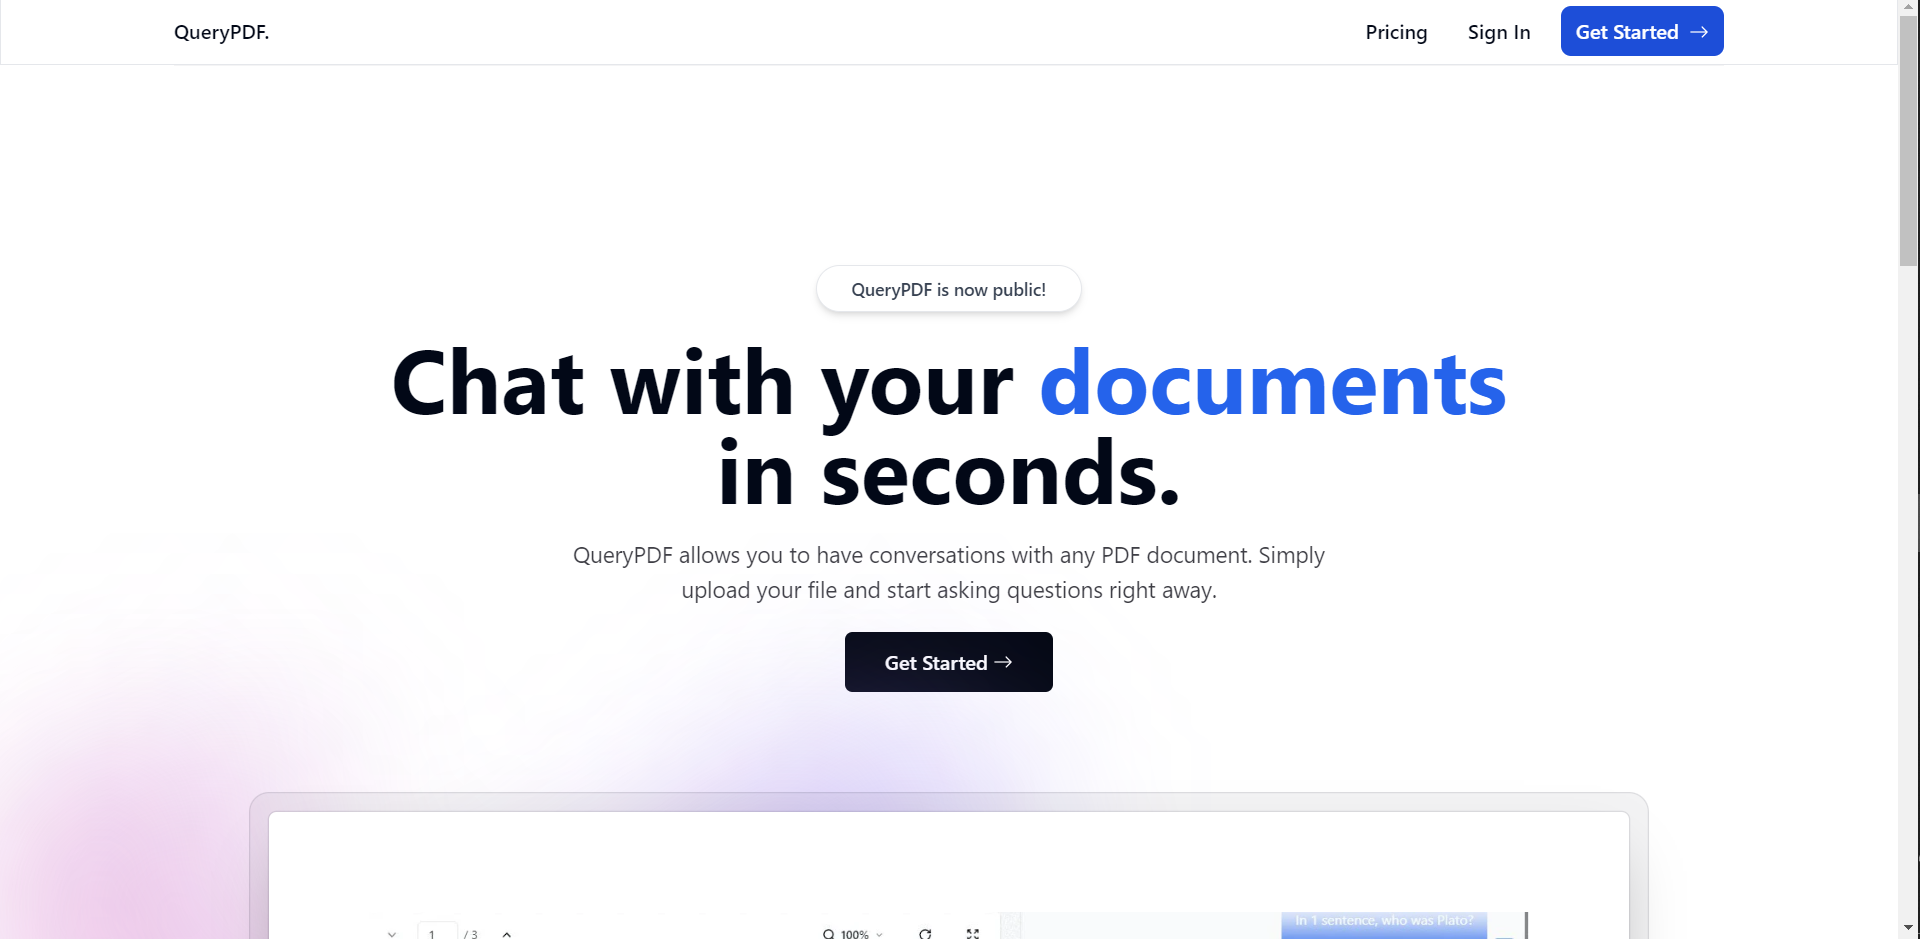 QueryPDF.
Pricing
Sign In
Get Started →
QueryPDF is now public!
Chat with your documents
in seconds.
QueryPDF allows you to have conversations with any PDF document. Simply
upload your file and start asking questions right away.
Get Started →
1 / 3
100%
In 1 sentence, who was Plato?